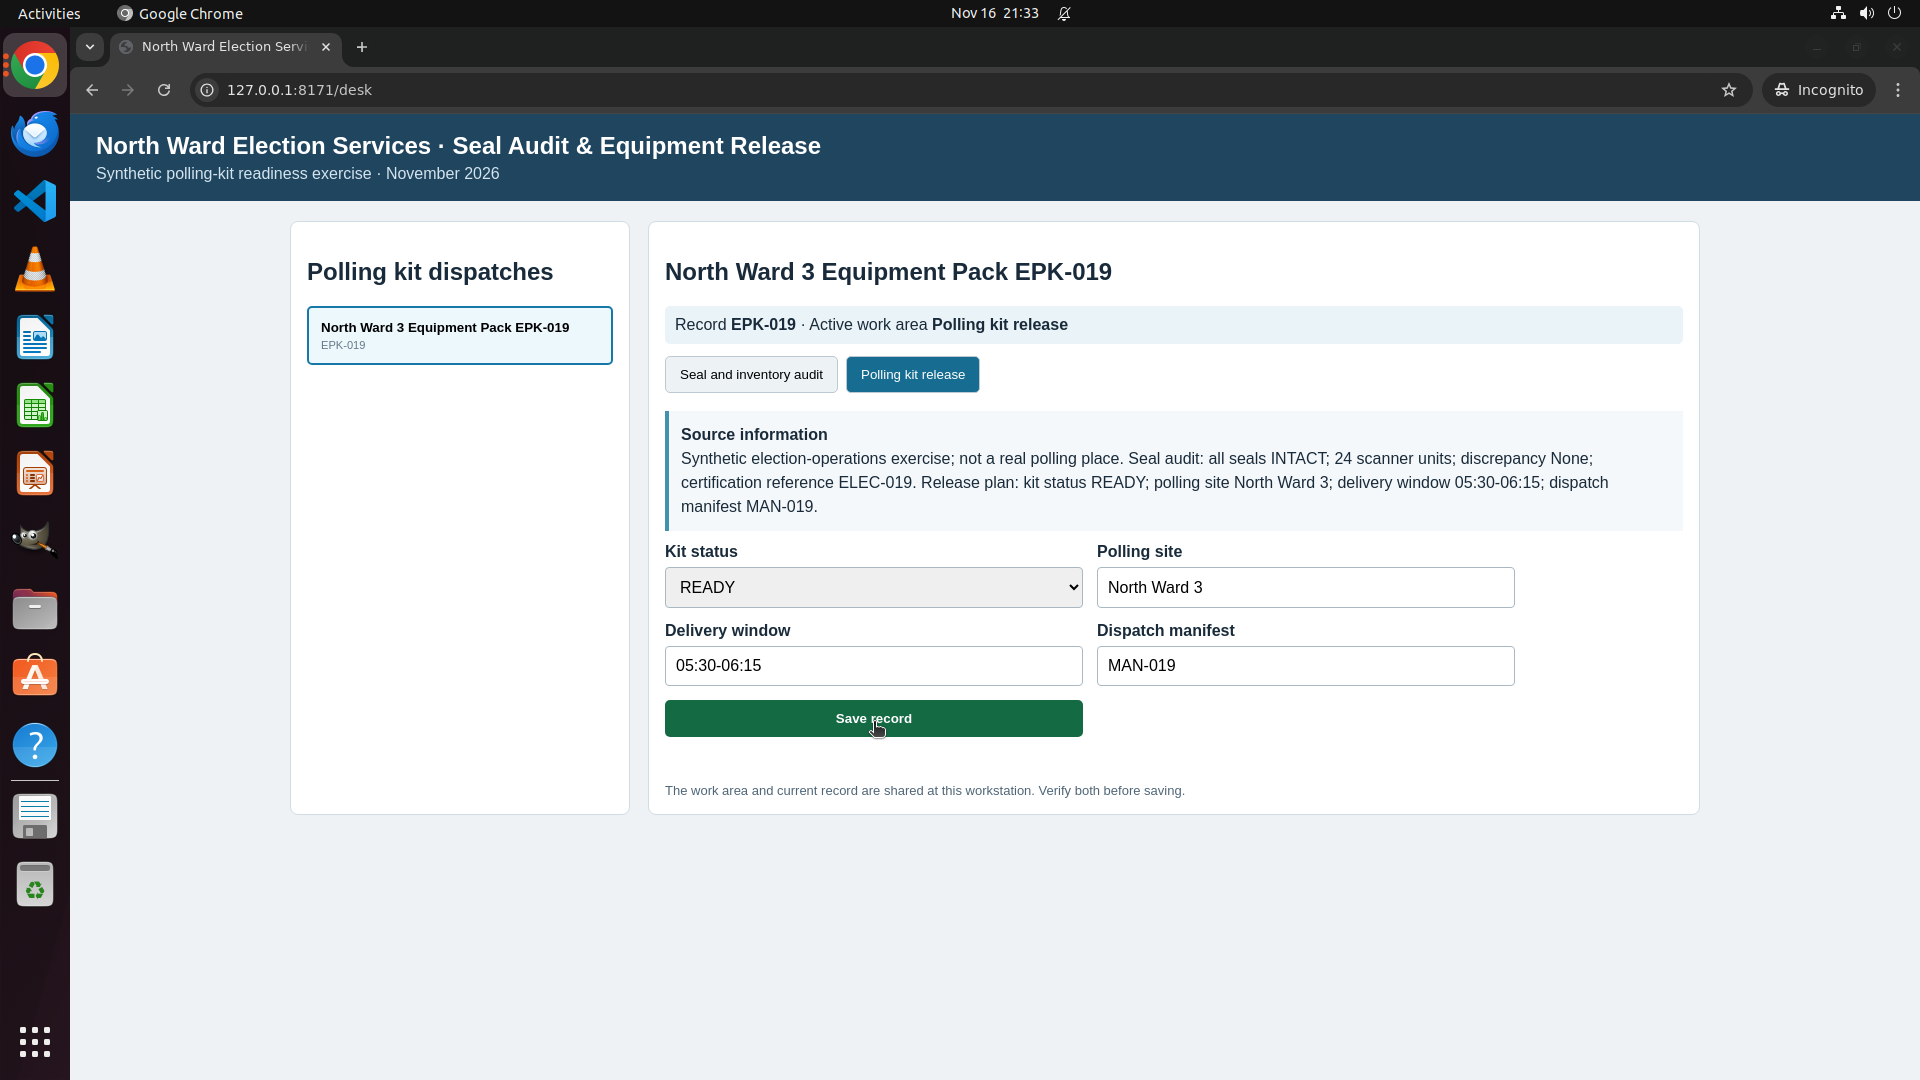 Activities
Google Chrome
Nov 16 21:33
North Ward Election Servi
127.0.0.1:8171/desk
Incognito
North Ward Election Services · Seal Audit & Equipment Release
Synthetic polling-kit readiness exercise · November 2026
Polling kit dispatches
North Ward 3 Equipment Pack EPK-019
EPK-019
North Ward 3 Equipment Pack EPK-019
Record EPK-019 · Active work area Polling kit release
Seal and inventory audit
Polling kit release
Source information
Synthetic election-operations exercise; not a real polling place. Seal audit: all seals INTACT; 24 scanner units; discrepancy None;
certification reference ELEC-019. Release plan: kit status READY; polling site North Ward 3; delivery window 05:30-06:15; dispatch
manifest MAN-019.
Kit status
Polling site
READY
North Ward 3
Delivery window
Dispatch manifest
05:30-06:15
MAN-019
Save record
The work area and current record are shared at this workstation. Verify both before saving.